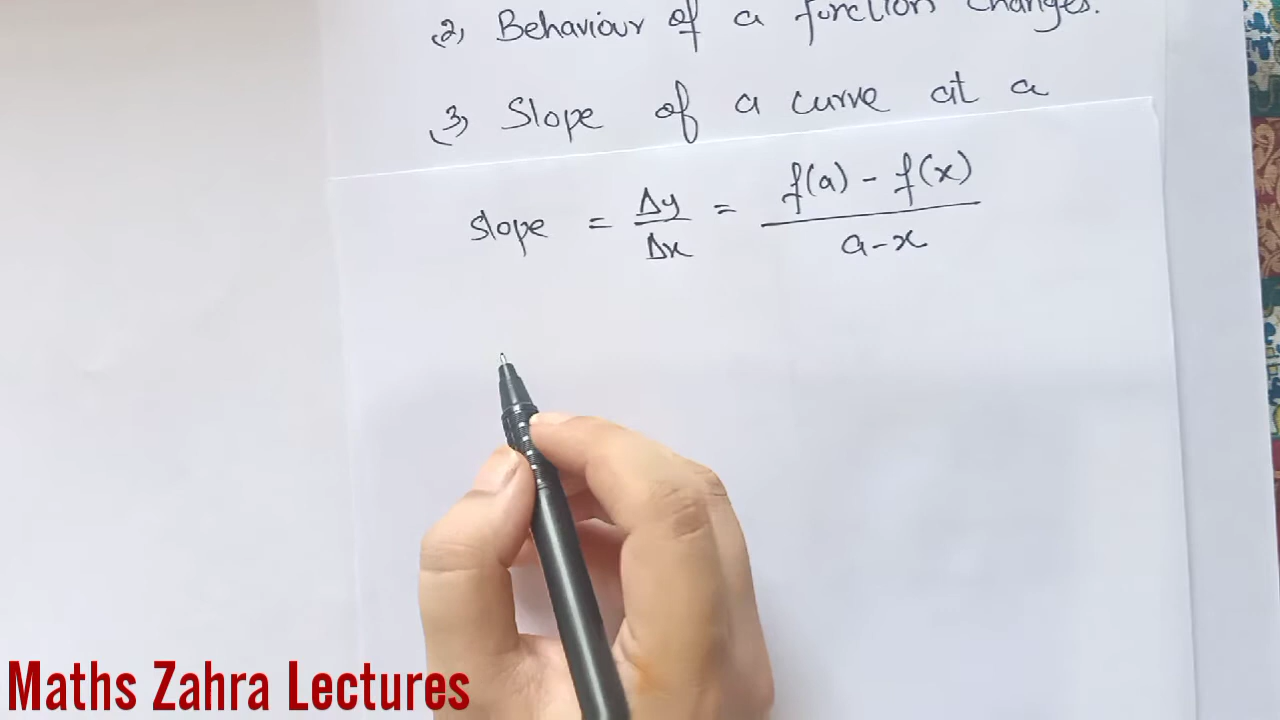 (2) Behaviour of a function changes.
(3) Slope of a curve at a
slope = Δy/Δx = f(a) - f(x) / a-x
Maths Zahra Lectures